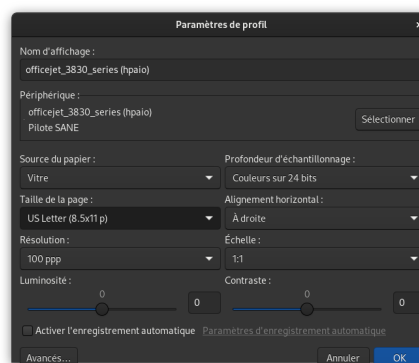 Paramètres de profil
Nom d'affichage :
officejet_3830_series (hpaio)
Périphérique :
officejet_3830_series (hpaio)
Pilote SANE
Sélectionner
Source du papier : Profondeur d'échantillonnage :
Vitre Couleurs sur 24 bits
Taille de la page : Alignement horizontal :
US Letter (8.5x11 p) À droite
Résolution : Échelle :
100 ppp 1:1
Luminosité : Contraste :
0 0
0 0
Activer l'enregistrement automatique Paramètres d'enregistrement automatique
Avancés... Annuler OK